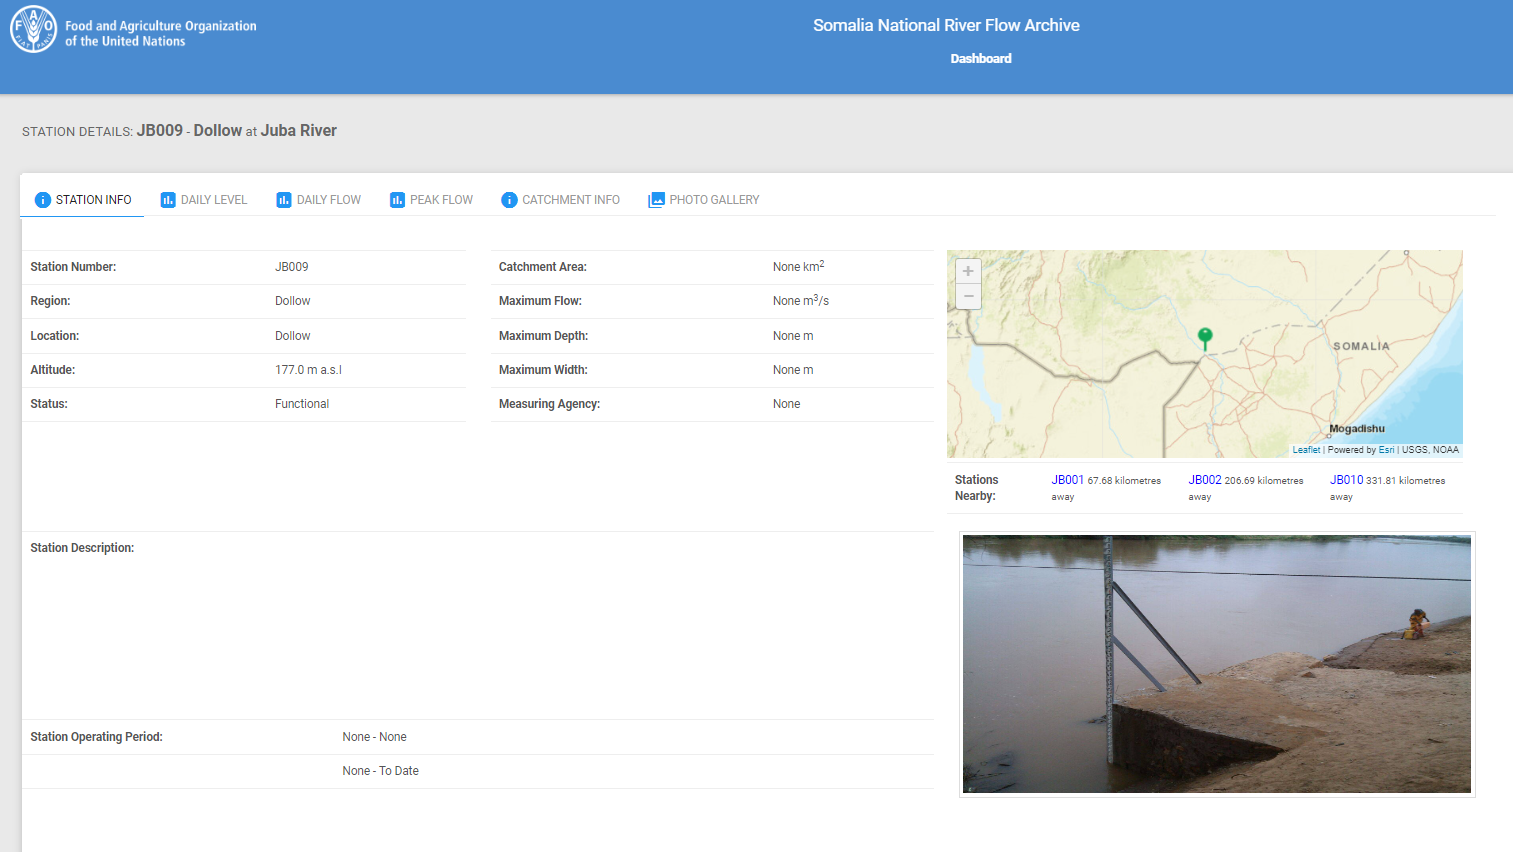 Food and Agriculture Organization
of the United Nations
Somalia National River Flow Archive
Dashboard
STATION DETAILS: JB009 - Dollow at Juba River
STATION INFO
DAILY LEVEL
DAILY FLOW
PEAK FLOW
CATCHMENT INFO
PHOTO GALLERY
Station Number: JB009
Region: Dollow
Location: Dollow
Altitude: 177.0 m a.s.l
Status: Functional
Catchment Area: None km2
Maximum Flow: None m3/s
Maximum Depth: None m
Maximum Width: None m
Measuring Agency: None
+
−
SOMALIA
Mogadishu
Leaflet | Powered by Esri | USGS, NOAA
Stations
Nearby:
JB001 67.68 kilometres
away
JB002 206.69 kilometres
away
JB010 331.81 kilometres
away
Station Description:
Station Operating Period: None - None
None - To Date